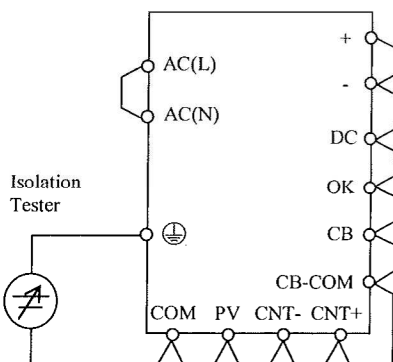 +
AC(L)
-
AC(N)
DC
Isolation
Tester
OK
CB
CB-COM
COM PV CNT- CNT+